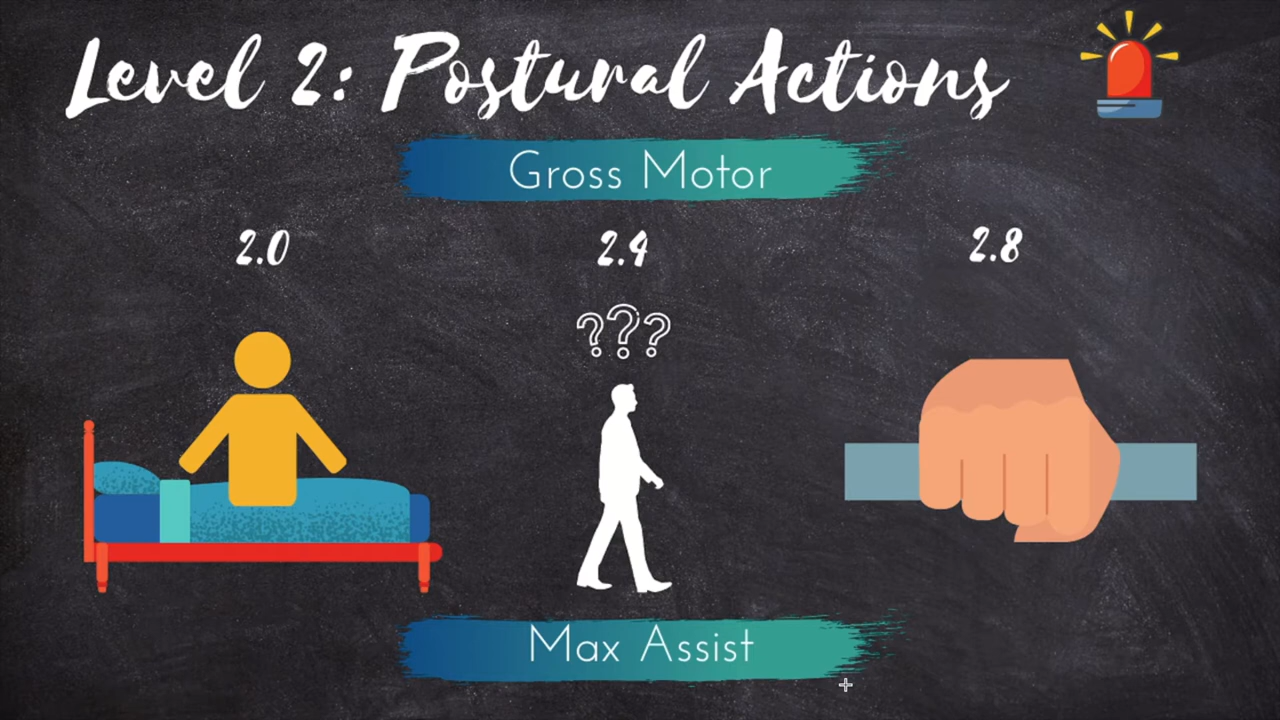 Level 2: Postural Actions
Gross Motor
2.0
2.4
2.8
???
Max Assist